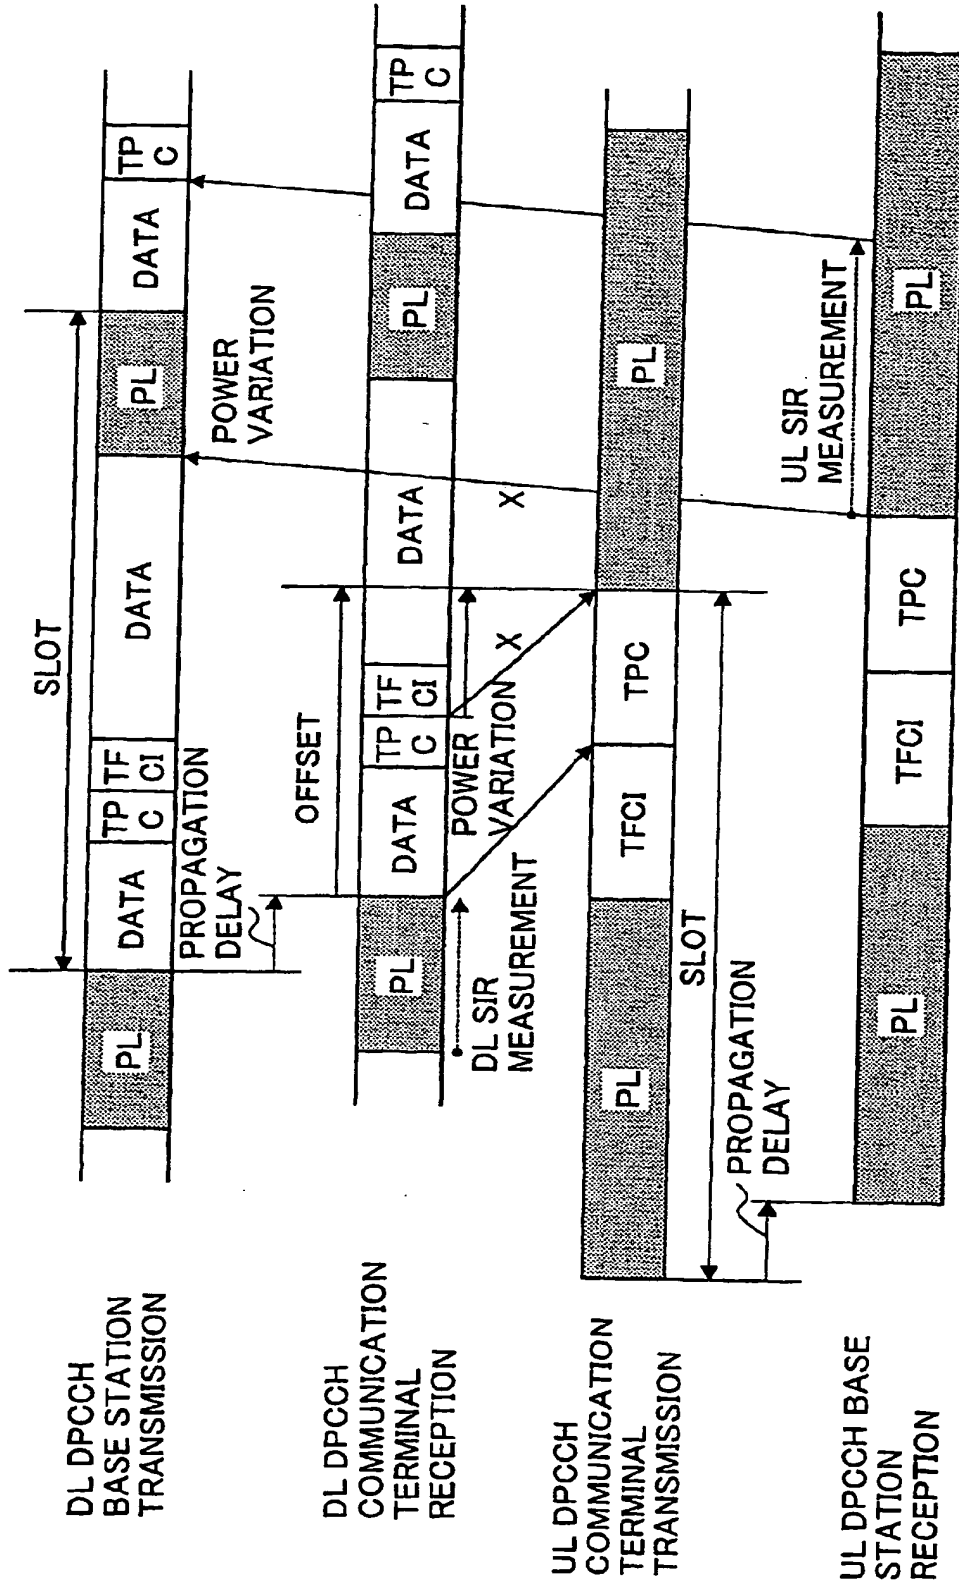 DL DPCCH
BASE STATION
TRANSMISSION
SLOT
PL
DATA
TP
C
TF
CI
DATA
PL
DATA
TP
C
PROPAGATION
DELAY
POWER
VARIATION
DL DPCCH
COMMUNICATION
TERMINAL
RECEPTION
OFFSET
PL
DATA
TP
C
TF
CI
DATA
PL
DATA
TP
C
DL SIR
MEASUREMENT
POWER
VARIATION
X
X
UL DPCCH
COMMUNICATION
TERMINAL
TRANSMISSION
PL
TFCI
TPC
PL
SLOT
PROPAGATION
DELAY
UL SIR
MEASUREMENT
UL DPCCH BASE
STATION
RECEPTION
PL
TFCI
TPC
PL